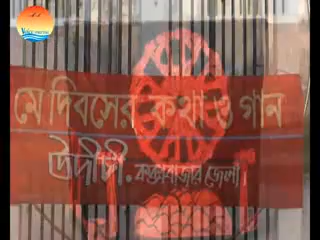 মে দিবসের কথা ও গান
উদীচী. কক্সবাজার জেলা।